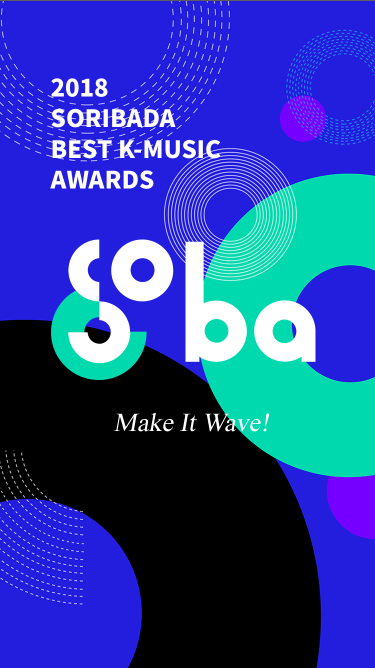 2018
SORIBADA
BEST K-MUSIC
AWARDS
soba
Make It Wave!